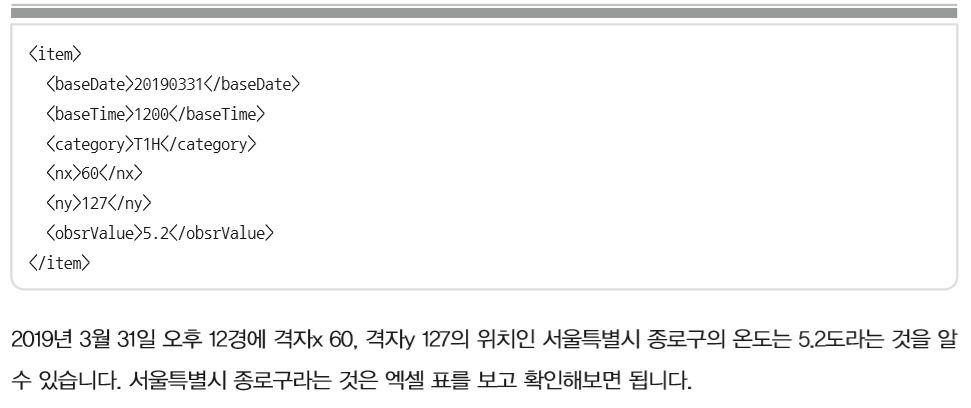 <item>
<baseDate>20190331</baseDate>
<baseTime>1200</baseTime>
<category>T1H</category>
<nx>60</nx>
<ny>127</ny>
<obsrValue>5.2</obsrValue>
</item>
2019년 3월 31일 오후 12경에 격자x 60, 격자y 127의 위치인 서울특별시 종로구의 온도는 5.2도라는 것을 알
수 있습니다. 서울특별시 종로구라는 것은 엑셀 표를 보고 확인해보면 됩니다.